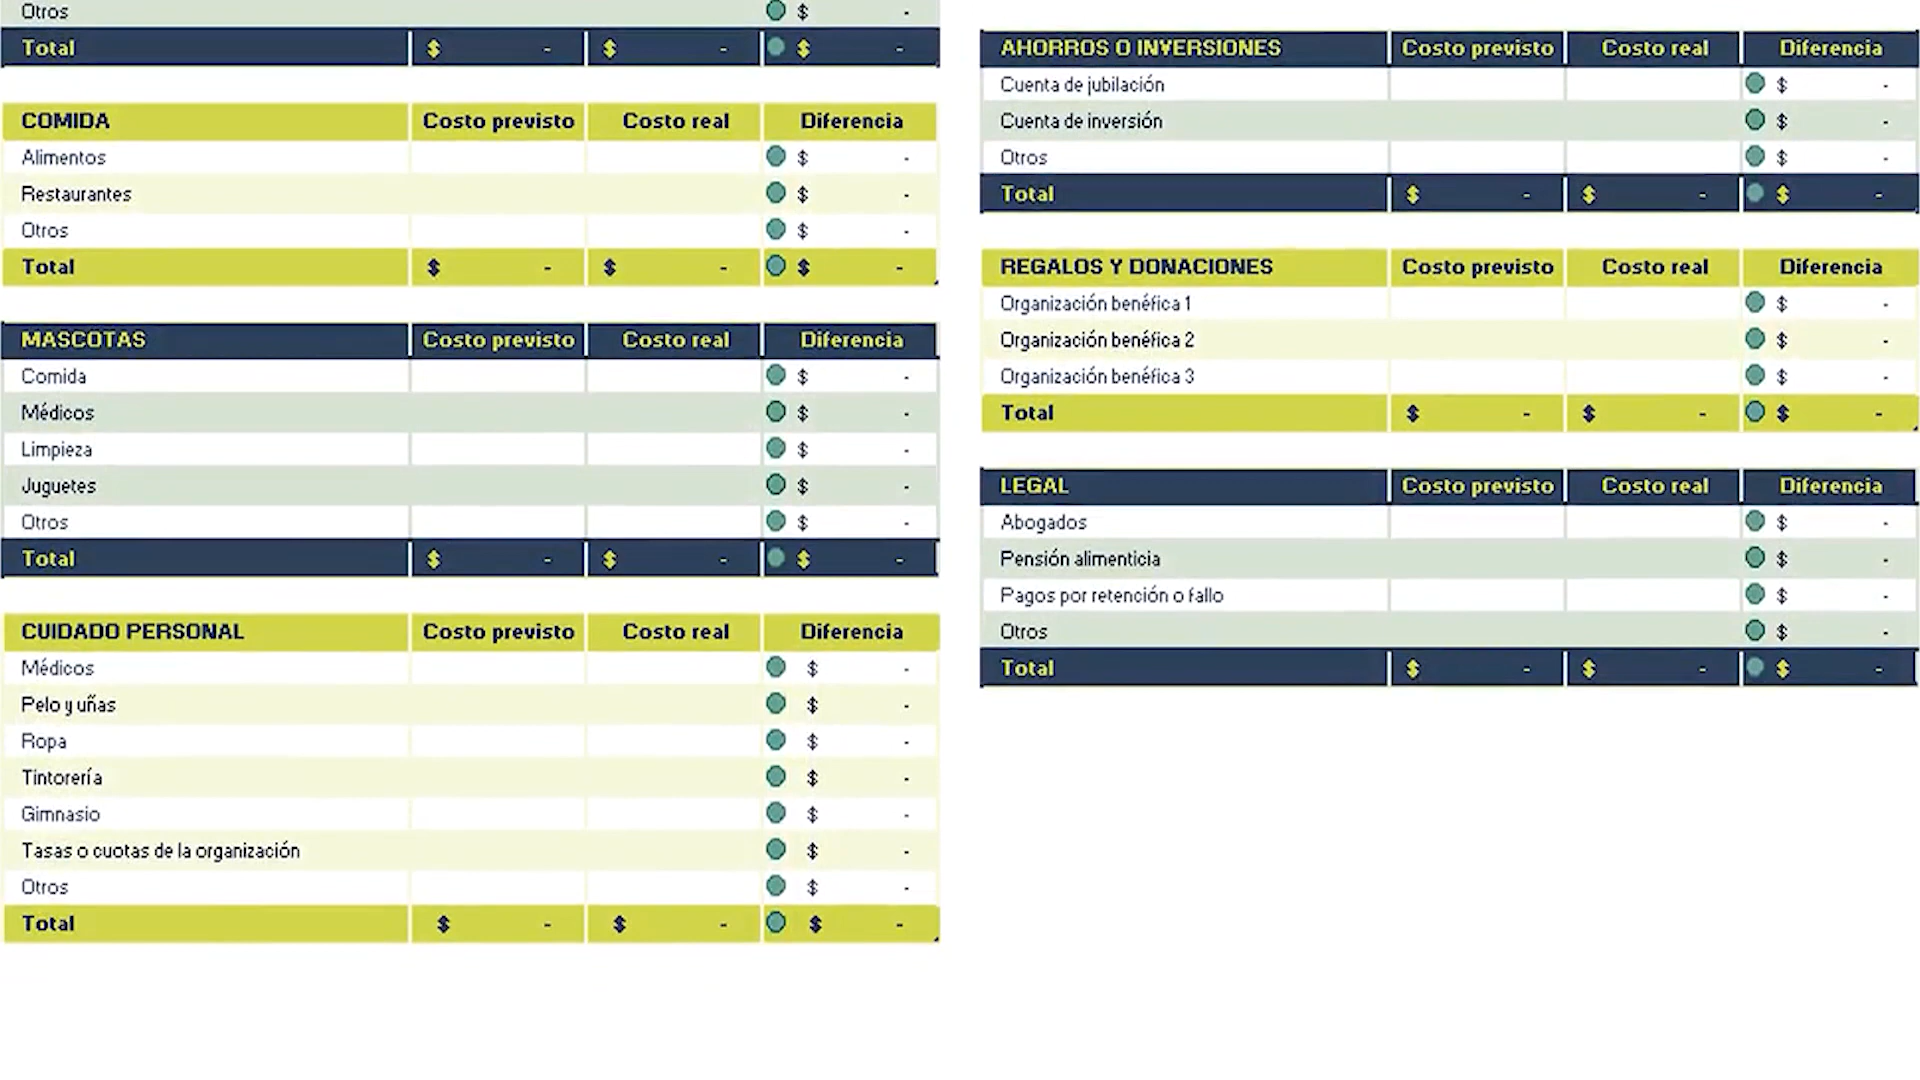 Otros $ -
Total $ - $ - $ -
COMIDA Costo previsto Costo real Diferencia
Alimentos $ -
Restaurantes $ -
Otros $ -
Total $ - $ - $ -
MASCOTAS Costo previsto Costo real Diferencia
Comida $ -
Médicos $ -
Limpieza $ -
Juguetes $ -
Otros $ -
Total $ - $ - $ -
CUIDADO PERSONAL Costo previsto Costo real Diferencia
Médicos $ -
Pelo y uñas $ -
Ropa $ -
Tintorería $ -
Gimnasio $ -
Tasas o cuotas de la organización $ -
Otros $ -
Total $ - $ - $ -
AHORROS O INVERSIONES Costo previsto Costo real Diferencia
Cuenta de jubilación $ -
Cuenta de inversión $ -
Otros $ -
Total $ - $ - $ -
REGALOS Y DONACIONES Costo previsto Costo real Diferencia
Organización benéfica 1 $ -
Organización benéfica 2 $ -
Organización benéfica 3 $ -
Total $ - $ - $ -
LEGAL Costo previsto Costo real Diferencia
Abogados $ -
Pensión alimenticia $ -
Pagos por retención o fallo $ -
Otros $ -
Total $ - $ - $ -